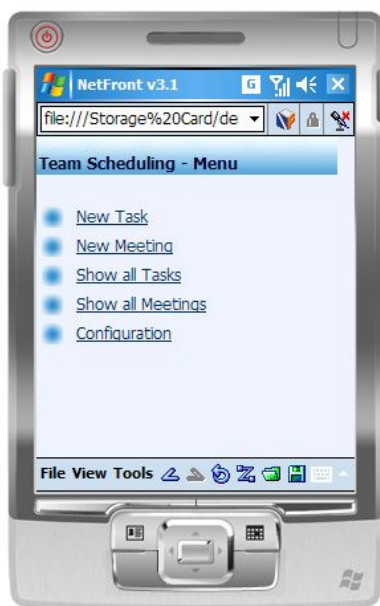 NetFront v3.1
G
file:///Storage%20Card/de
Team Scheduling - Menu
New Task
New Meeting
Show all Tasks
Show all Meetings
Configuration
File View Tools